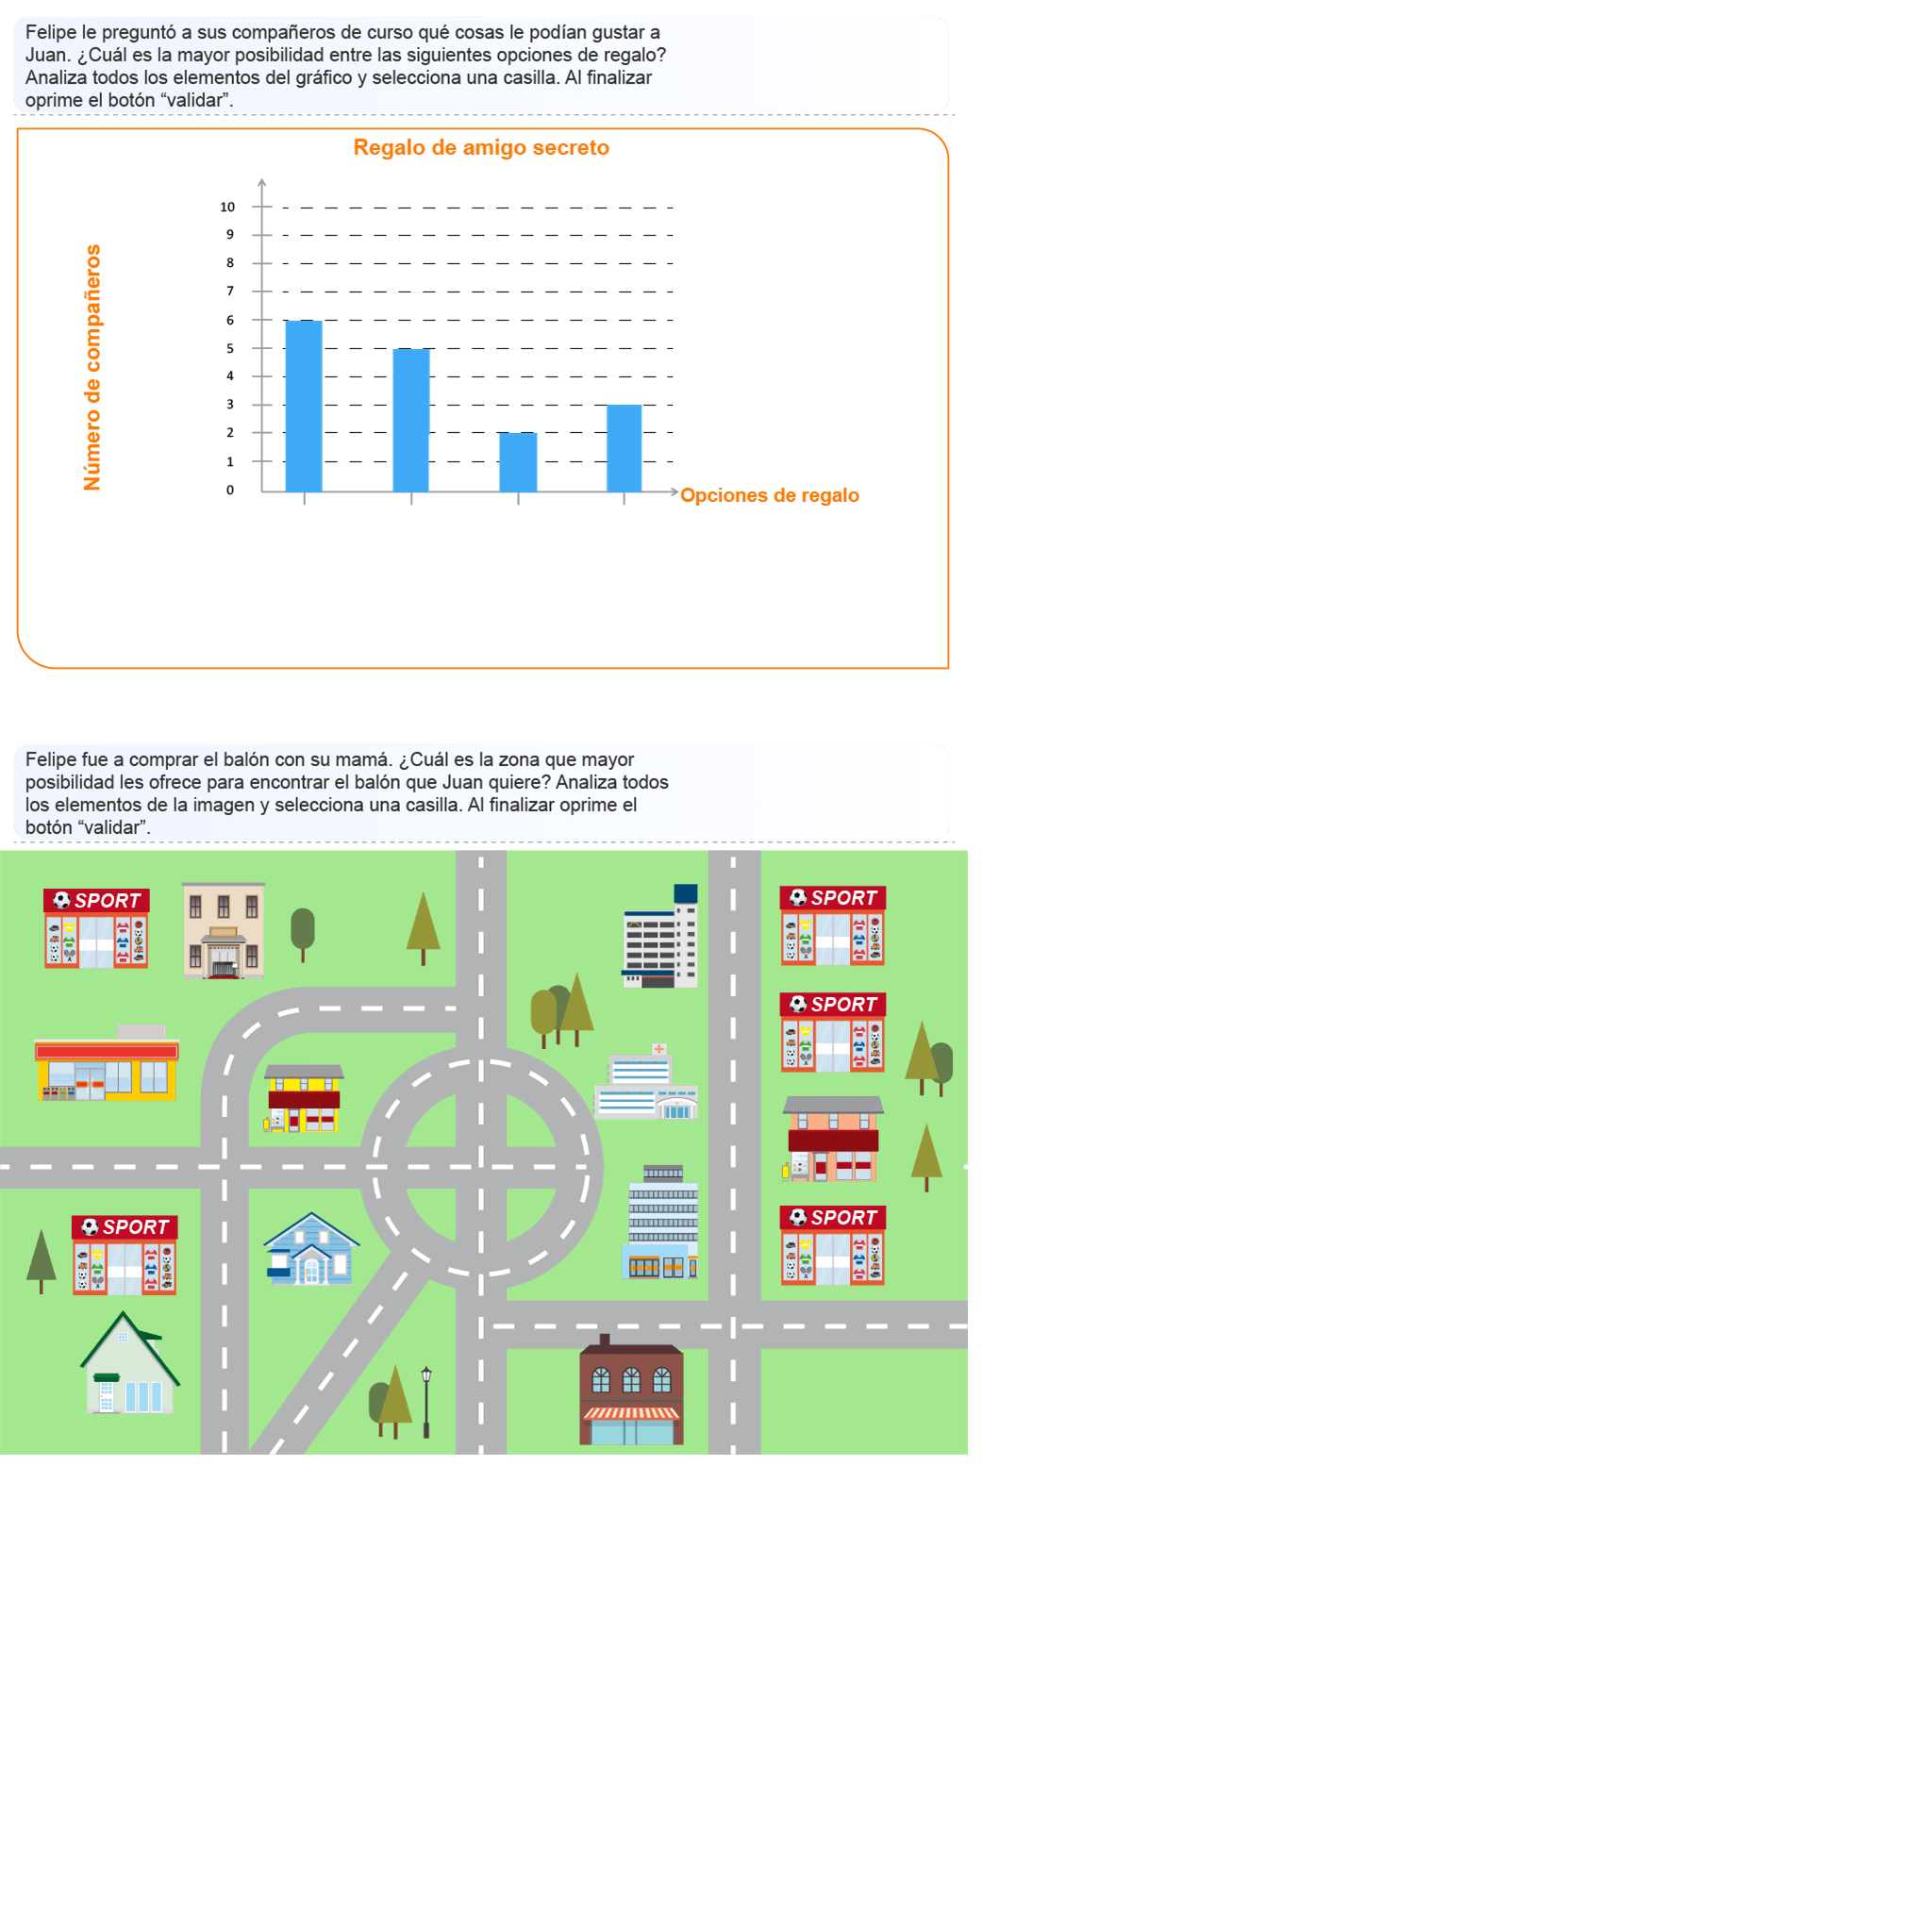 Felipe le preguntó a sus compañeros de curso qué cosas le podían gustar a
Juan. ¿Cuál es la mayor posibilidad entre las siguientes opciones de regalo?
Analiza todos los elementos del gráfico y selecciona una casilla. Al finalizar
oprime el botón “validar”.
Regalo de amigo secreto
Número de compañeros
10
9
8
7
6
5
4
3
2
1
0
Opciones de regalo
Felipe fue a comprar el balón con su mamá. ¿Cuál es la zona que mayor
posibilidad les ofrece para encontrar el balón que Juan quiere? Analiza todos
los elementos de la imagen y selecciona una casilla. Al finalizar oprime el
botón “validar”.
SPORT
SPORT
SPORT
SPORT
SPORT